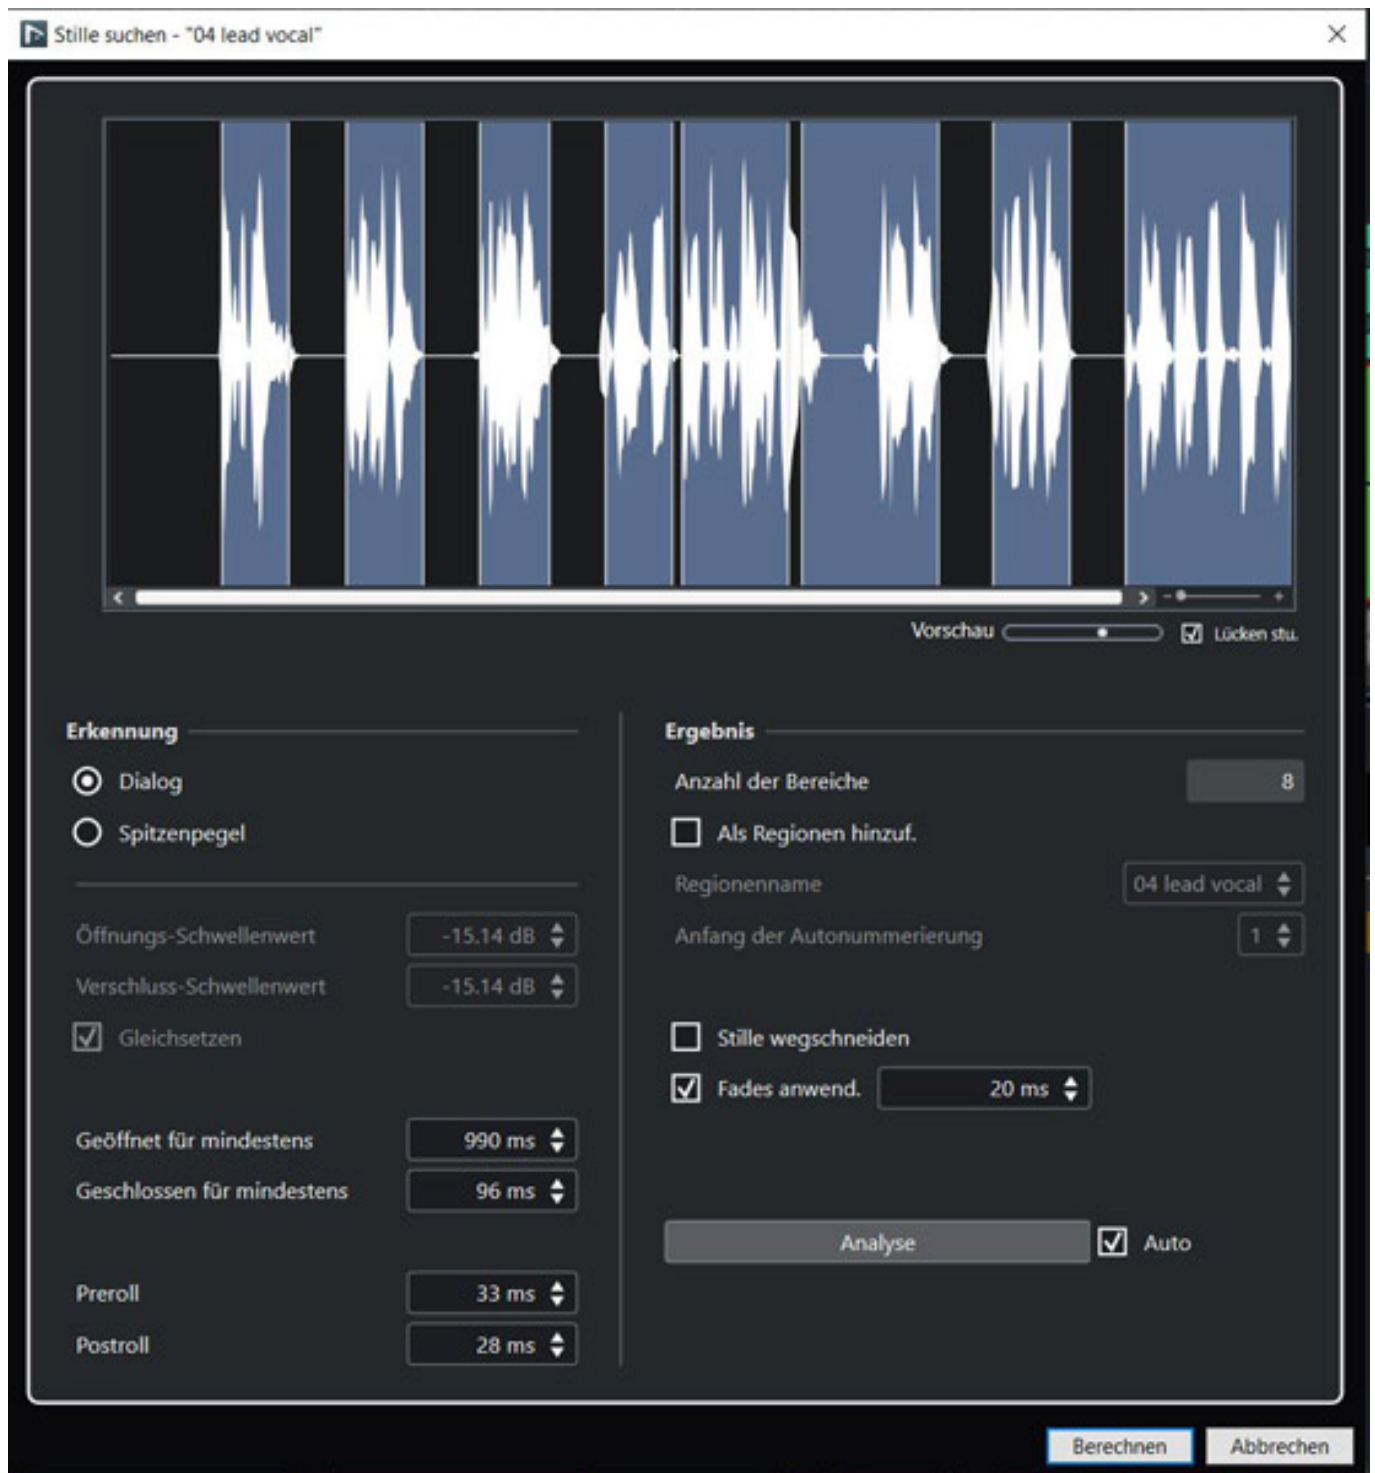 Stille suchen - "04 lead vocal"
Vorschau Lücken stu.
Erkennung
Dialog
Spitzenpegel
Öffnungs-Schwellenwert -15.14 dB
Verschluss-Schwellenwert -15.14 dB
Gleichsetzen
Geöffnet für mindestens 990 ms
Geschlossen für mindestens 96 ms
Preroll 33 ms
Postroll 28 ms
Ergebnis
Anzahl der Bereiche 8
Als Regionen hinzuf.
Regionenname 04 lead vocal
Anfang der Autonummerierung 1
Stille wegschneiden
Fades anwend. 20 ms
Analyse Auto
Berechnen Abbrechen